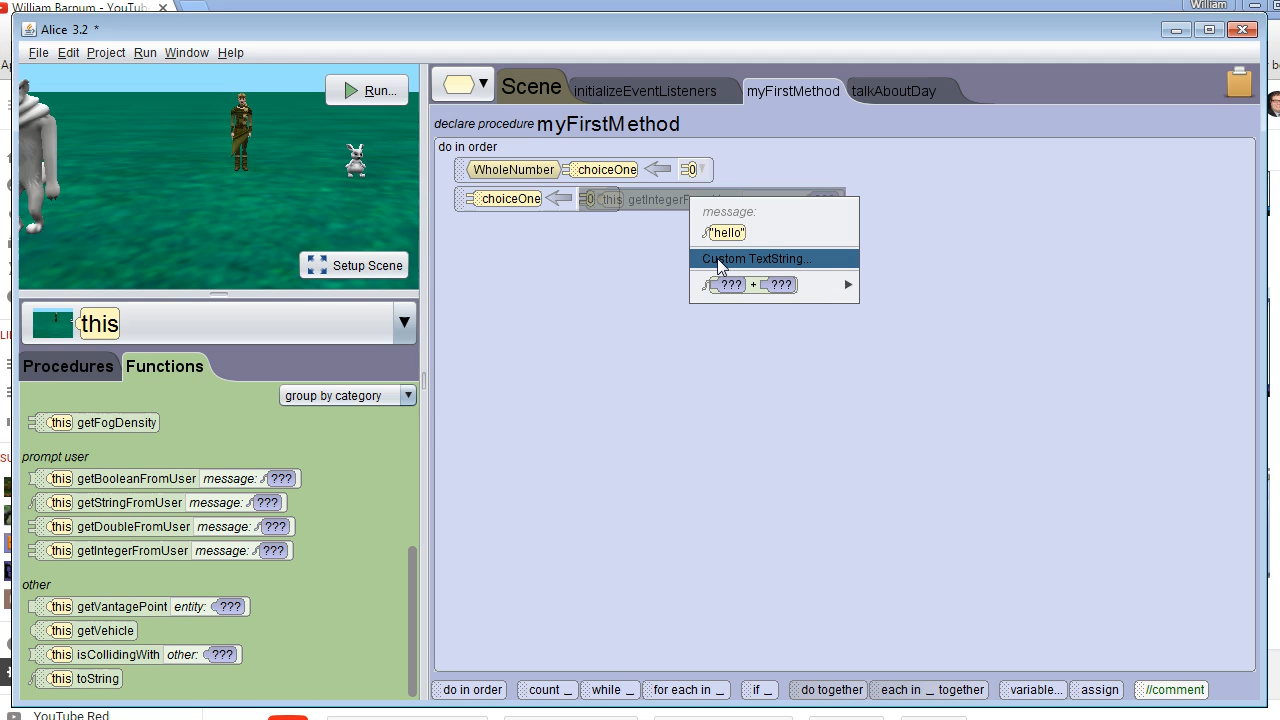 William Barnum - YouTube
William
Alice 3.2 *
File Edit Project Run Window Help
Run...
Setup Scene
Scene initializeEventListeners myFirstMethod talkAboutDay
declare procedure myFirstMethod
do in order
WholeNumber choiceOne 0
choiceOne 0 this
message:
"hello"
Custom TextString...
??? + ???
this
Procedures Functions
group by category
this getFogDensity
prompt user
this getBooleanFromUser message: ???
this getStringFromUser message: ???
this getDoubleFromUser message: ???
this getIntegerFromUser message: ???
other
this getVantagePoint entity: ???
this getVehicle
this isCollidingWith other: ???
this toString
do in order count _ while _ for each in _ if _ do together each in _ together variable... assign //comment
YouTube Red